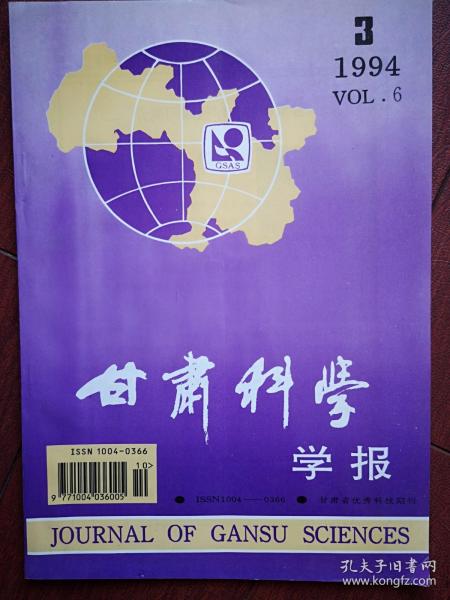 3
1994
VOL . 6
GSAS
甘肅科學
学报
ISSN 1004-0366
10>
9 771004 036005
● ISSN1004——0366 ● 甘肃省优秀科技期刊
JOURNAL OF GANSU SCIENCES
孔夫子旧书网
www.kongfz.com